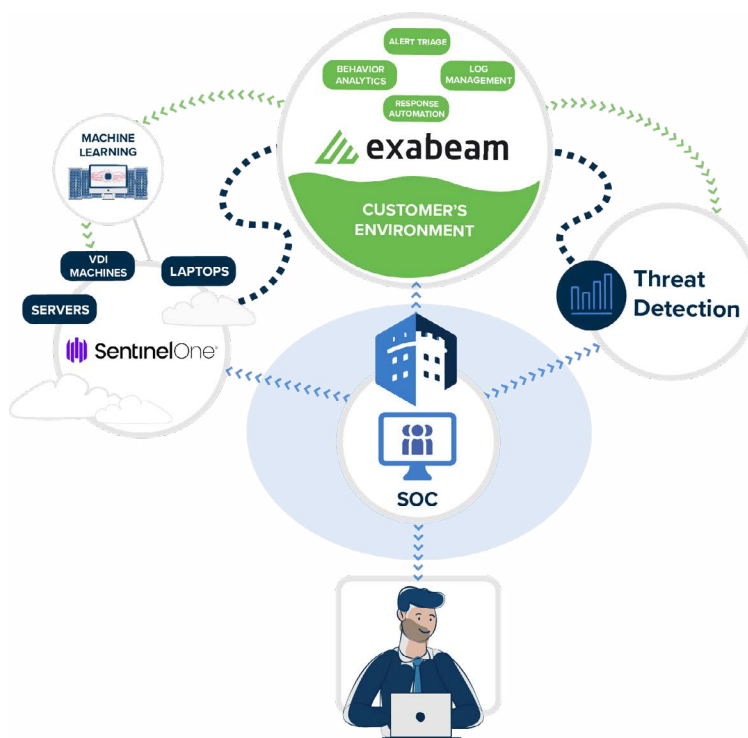 ALERT TRIAGE
BEHAVIOR
ANALYTICS
LOG
MANAGEMENT
RESPONSE
AUTOMATION
exabeam
CUSTOMER'S
ENVIRONMENT
MACHINE
LEARNING
VDI
MACHINES
LAPTOPS
SERVERS
SentinelOne
Threat
Detection
SOC